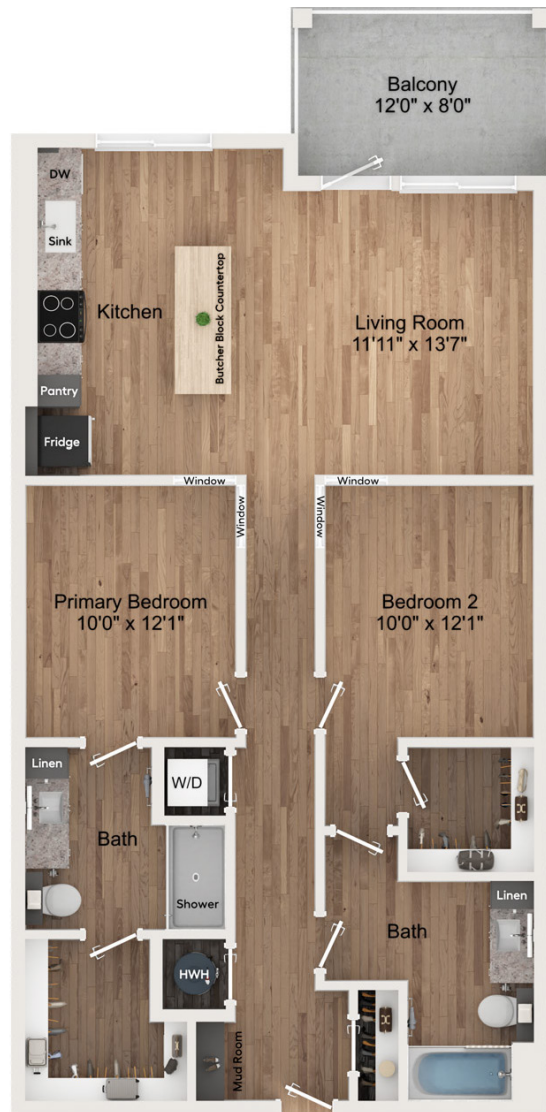 Balcony
12'0" x 8'0"
DW
Sink
Kitchen
Butcher Block Countertop
Living Room
11'11" x 13'7"
Pantry
Fridge
Window
Window
Window
Window
Primary Bedroom
10'0" x 12'1"
Bedroom 2
10'0" x 12'1"
Linen
W/D
Bath
Shower
Linen
Bath
HWH
Mud Room